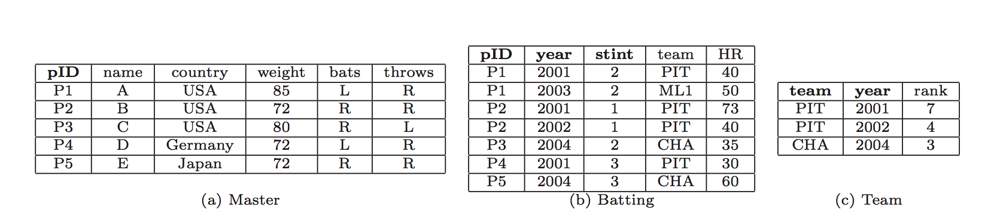 pID name country weight bats throws
P1 A USA 85 L R
P2 B USA 72 R R
P3 C USA 80 R L
P4 D Germany 72 L R
P5 E Japan 72 R R
(a) Master
pID year stint team HR
P1 2001 2 PIT 40
P1 2003 2 ML1 50
P2 2001 1 PIT 73
P2 2002 1 PIT 40
P3 2004 2 CHA 35
P4 2001 3 PIT 30
P5 2004 3 CHA 60
(b) Batting
team year rank
PIT 2001 7
PIT 2002 4
CHA 2004 3
(c) Team